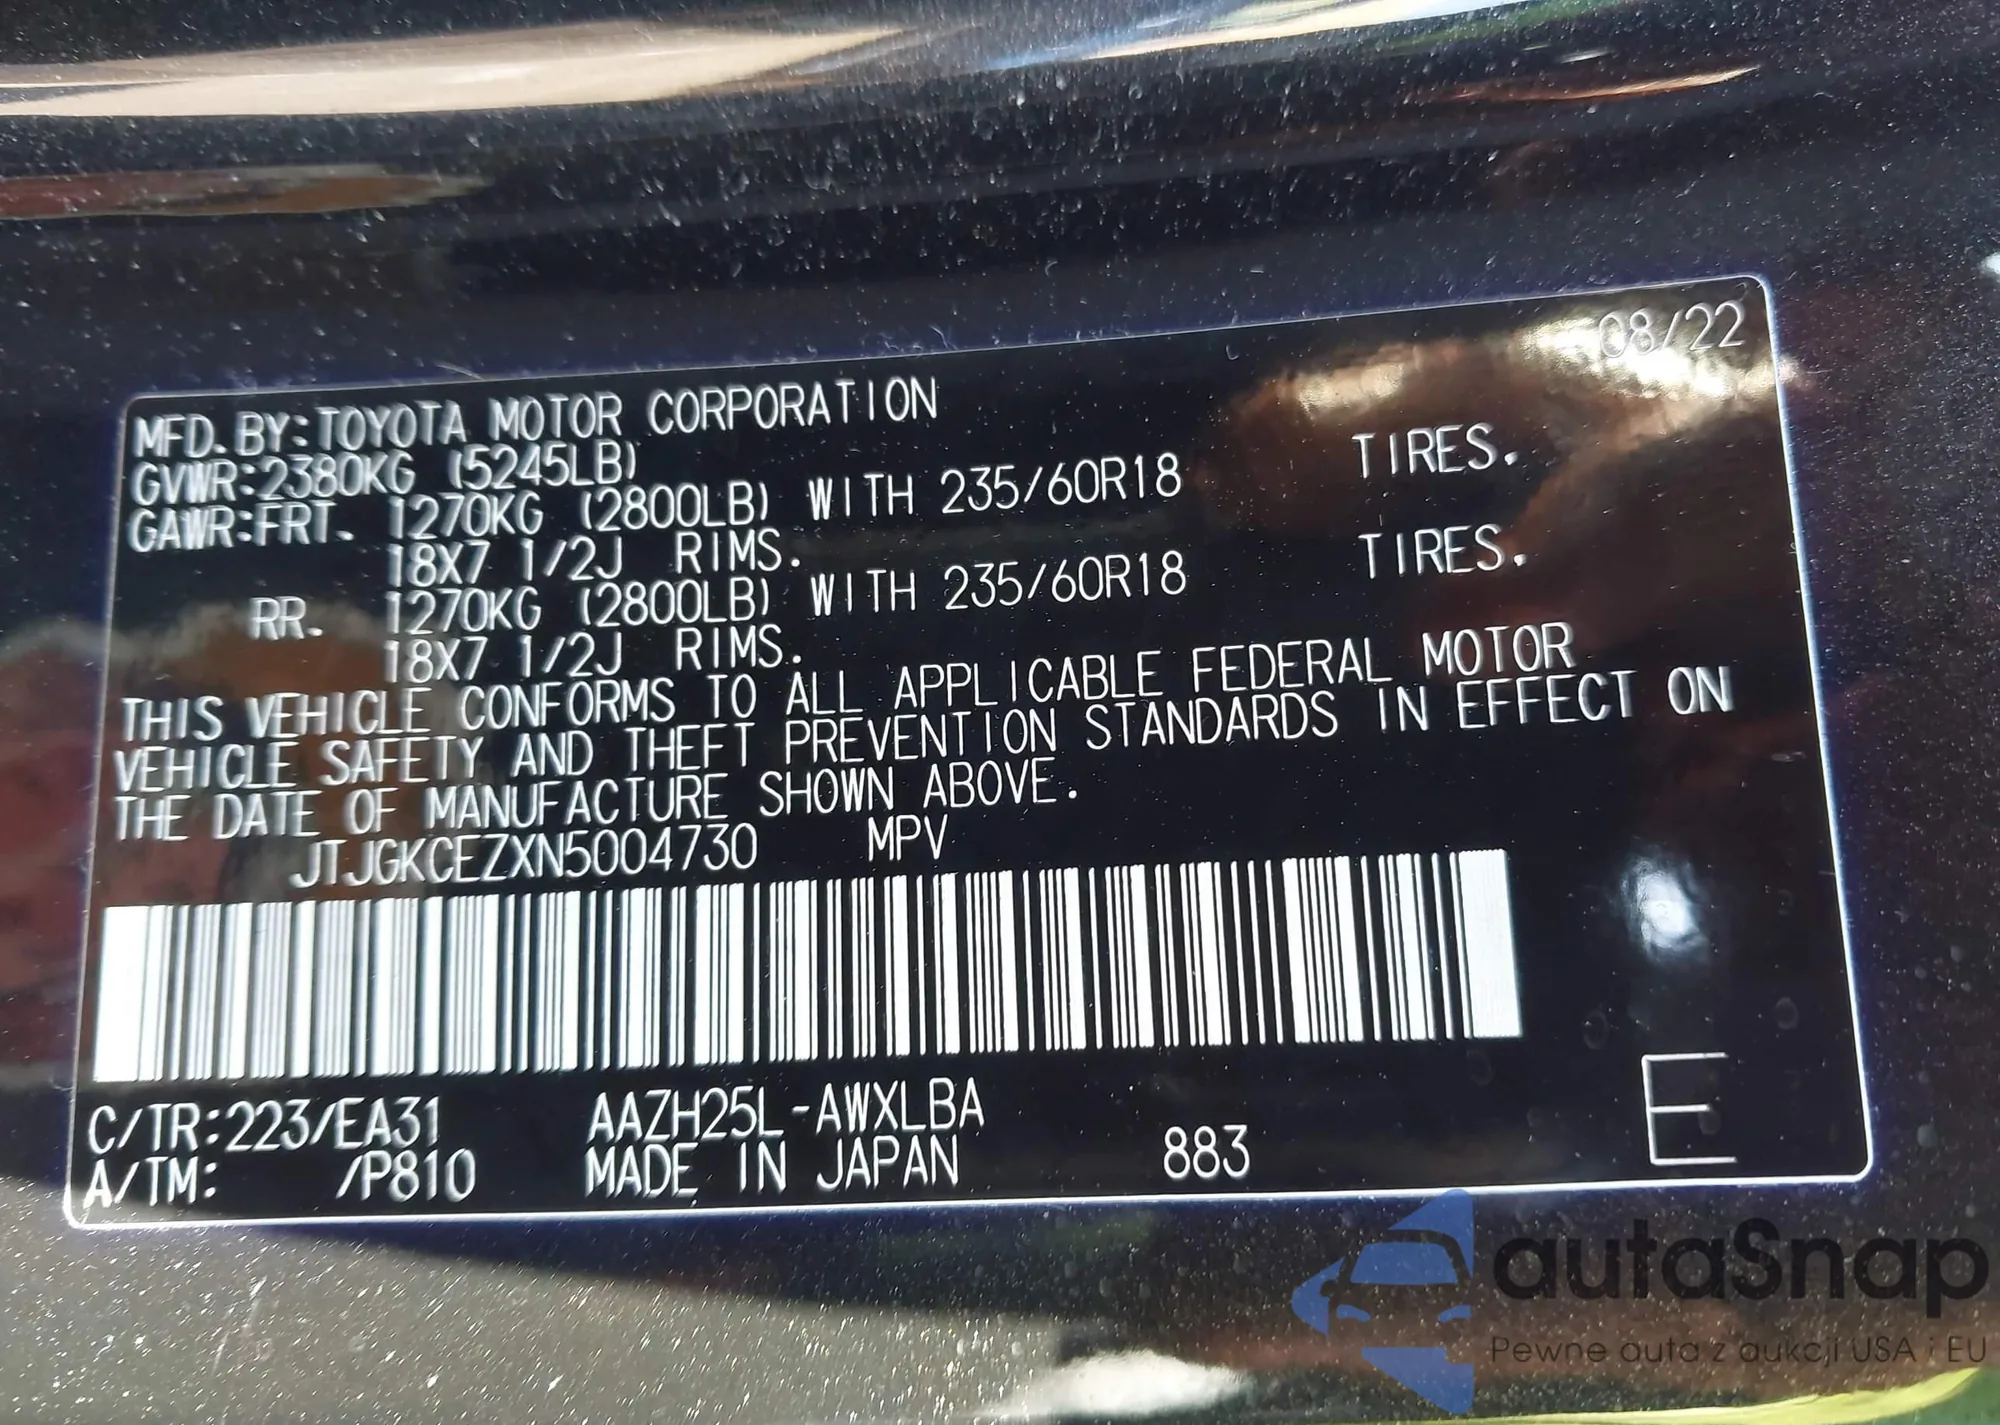 08/22
MFD.BY:TOYOTA MOTOR CORPORATION
GVWR:2380KG (5245LB)
GAWR:FRT. 1270KG (2800LB) WITH 235/60R18 TIRES.
18X7 1/2J RIMS.
RR. 1270KG (2800LB) WITH 235/60R18 TIRES.
18X7 1/2J RIMS.
THIS VEHICLE CONFORMS TO ALL APPLICABLE FEDERAL MOTOR
VEHICLE SAFETY AND THEFT PREVENTION STANDARDS IN EFFECT ON
THE DATE OF MANUFACTURE SHOWN ABOVE.
JTJGKCEZXN5004730 MPV
C/TR:223/EA31 AAZH25L-AWXLBA
A/TM: /P810 MADE IN JAPAN 883
E
autaSnap
Pewne auta z aukcji USA i EU